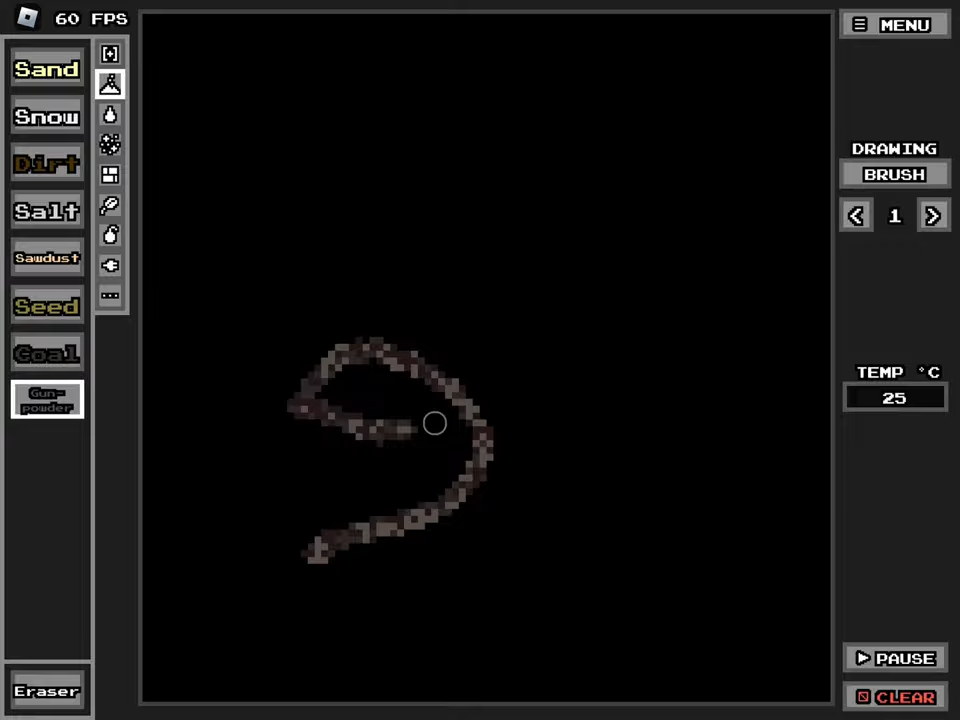 60 FPS
Sand
Snow
Dirt
Salt
Sawdust
Seed
Coal
Gun-
powder
Eraser
MENU
DRAWING
BRUSH
1
TEMP °C
25
PAUSE
CLEAR